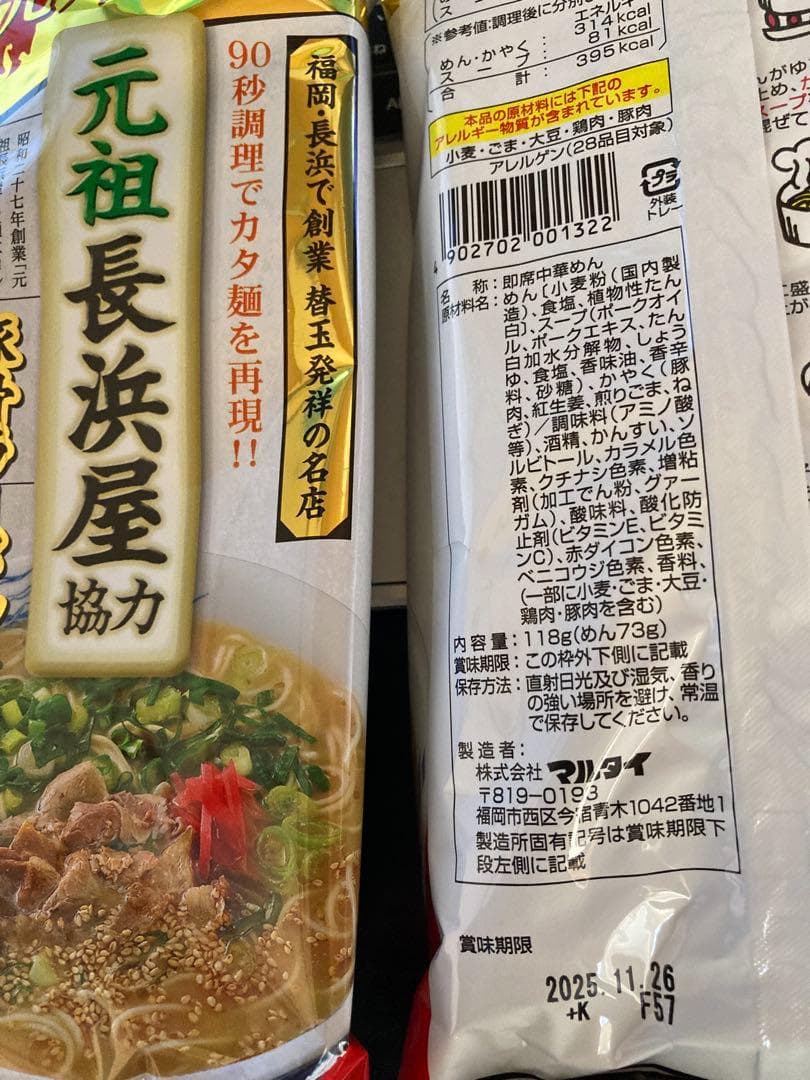 元祖長浜屋
協力
90秒調理でカタ麺を再現!!
福岡・長浜で創業 替玉発祥の名店
昭和二十七年創業「元
※参考値:調理後に分別
エネルギ
めん・かやく: 314kcal
スープ: 81kcal
合計: 395kcal
本品の原材料には下記の
アレルギー物質が含まれています。
小麦・ごま・大豆・鶏肉・豚肉
アレルゲン(28品目対象)
プラ
外装
トレー
4 902702 001322
名称:即席中華めん
原材料名:めん〔小麦粉(国内製
造)、食塩、植物性たん
白〕、スープ〔ポークオイ
ル、ポークエキス、たん
白加水分解物、しょう
ゆ、食塩、香味油、香辛
料、砂糖〕、かやく〔豚
肉、紅生姜、煎りごま、ね
ぎ〕/調味料(アミノ酸
等)、酒精、かんすい、ソ
ルビトール、カラメル色
素、クチナシ色素、増粘
剤(加工でん粉、グァー
ガム)、酸味料、酸化防
止剤(ビタミンE、ビタミ
ンC)、赤ダイコン色素、
ベニコウジ色素、香料、
(一部に小麦・ごま・大豆・
鶏肉・豚肉を含む)
内容量:118g(めん73g)
賞味期限:この枠外下側に記載
保存方法:直射日光及び湿気、香り
の強い場所を避け、常温
で保存してください。
製造者:
株式会社 マルタイ
〒819-0193
福岡市西区今宿青木1042番地1
製造所固有記号は賞味期限下
段左側に記載
賞味期限
2025.11.26
+K F57